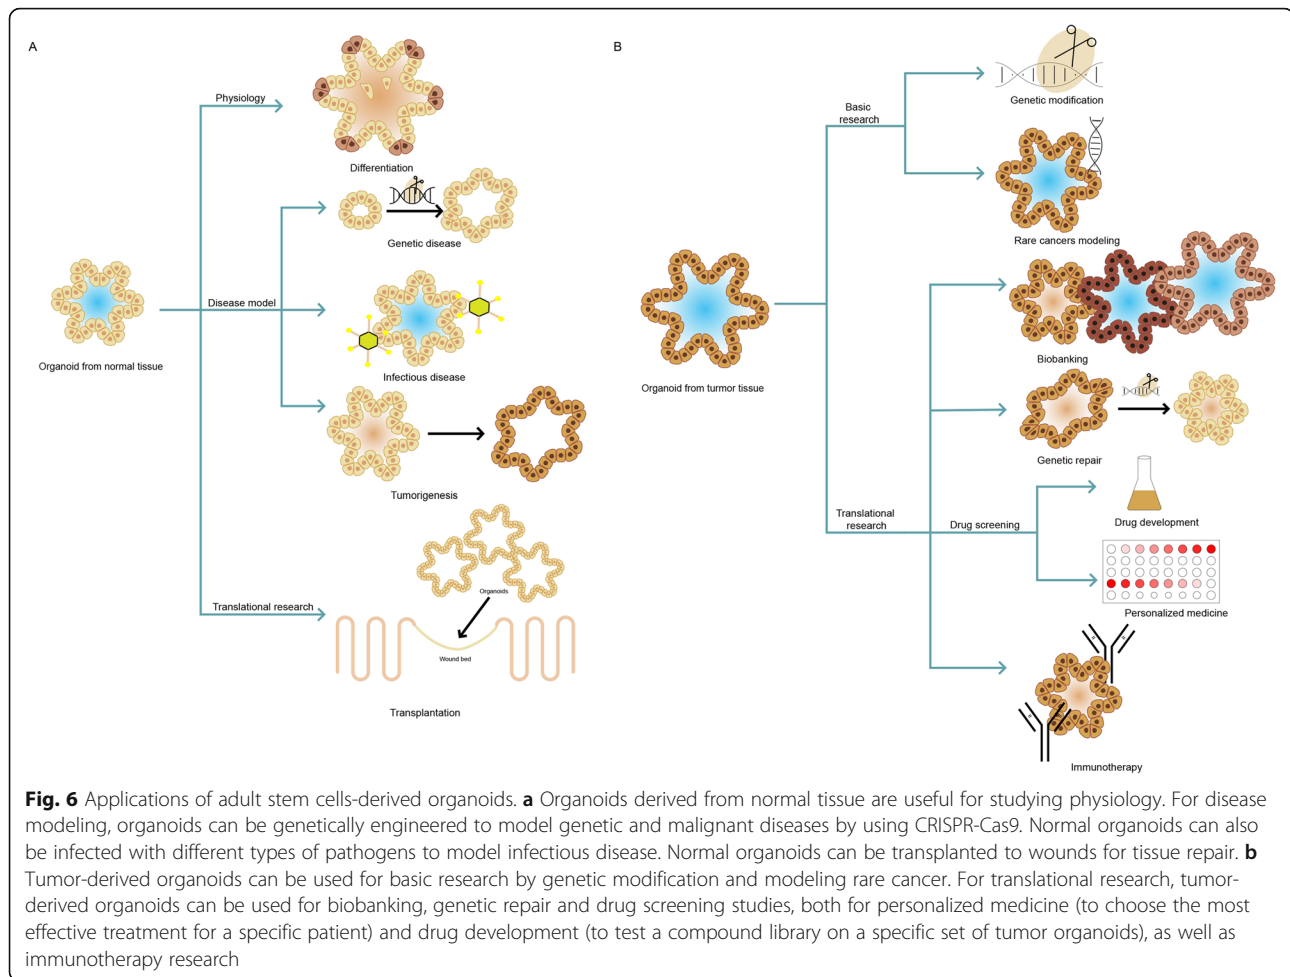 A
Physiology
Differentiation
Genetic disease
Disease model
Organoid from normal tissue
Infectious disease
Tumorigenesis
Organoids
Translational research
Wound bed
Transplantation
B
Genetic modification
Basic
research
Rare cancers modeling
Organoid from turmor tissue
Biobanking
Genetic repair
Translational
research
Drug screening
Drug development
Personalized medicine
Immunotherapy
Fig. 6 Applications of adult stem cells-derived organoid. a Organoids derived from normal tissue are useful for studying physiology. For disease
modeling, organoids can be genetically engineered to model genetic and malignant diseases by using CRISPR-Cas9. Normal organoids can also
be infected with different types of pathogens to model infectious disease. Normal organoids can be transplanted to wounds for tissue repair. b
Tumor-derived organoids can be used for basic research by genetic modification and modeling rare cancer. For translational research, tumor-
derived organoids can be used for biobanking, genetic repair and drug screening studies, both for personalized medicine (to choose the most
effective treatment for a specific patient) and drug development (to test a compound library on a specific set of tumor organoids), as well as
immunotherapy research